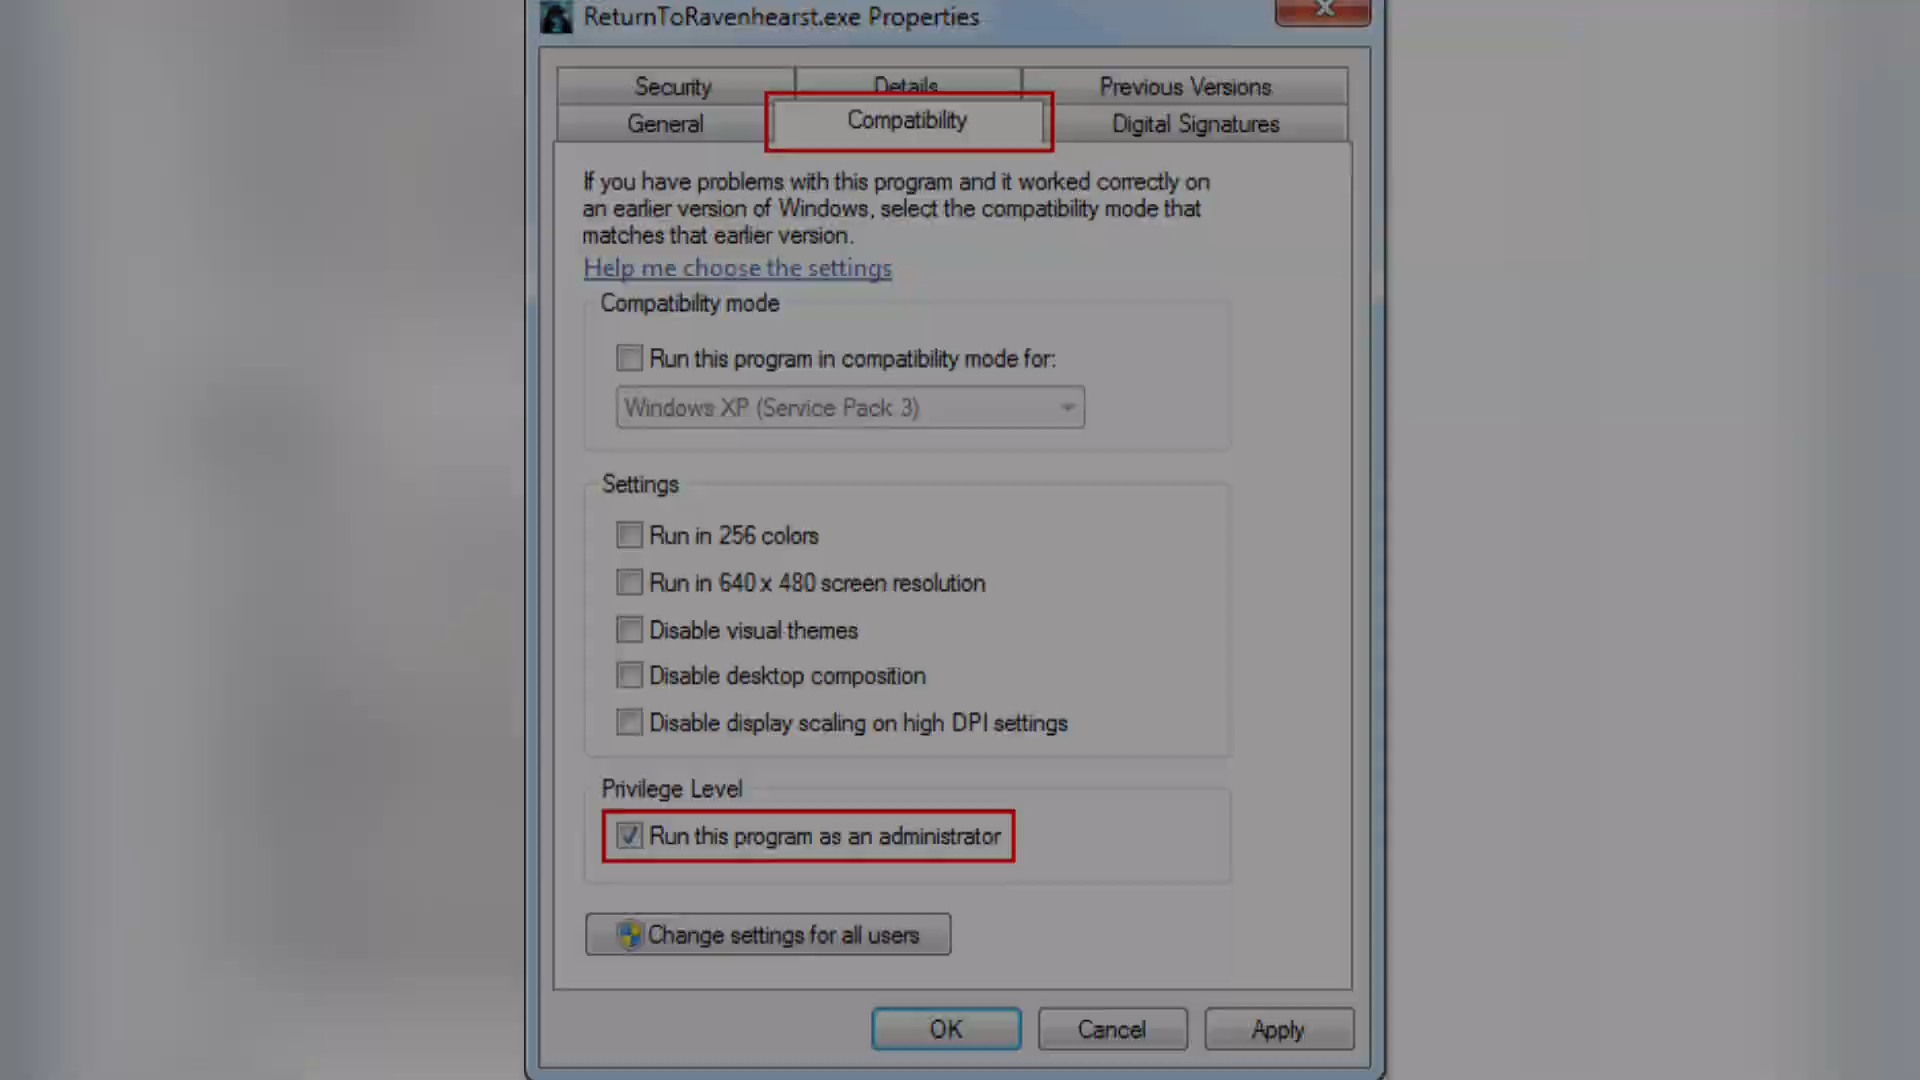 ReturnToRavenhearst.exe Properties
Security
Details
Previous Versions
General
Compatibility
Digital Signatures
If you have problems with this program and it worked correctly on
an earlier version of Windows, select the compatibility mode that
matches that earlier version.
Help me choose the settings
Compatibility mode
Run this program in compatibility mode for:
Windows XP (Service Pack 3)
Settings
Run in 256 colors
Run in 640 x 480 screen resolution
Disable visual themes
Disable desktop composition
Disable display scaling on high DPI settings
Privilege Level
Run this program as an administrator
Change settings for all users
OK
Cancel
Apply